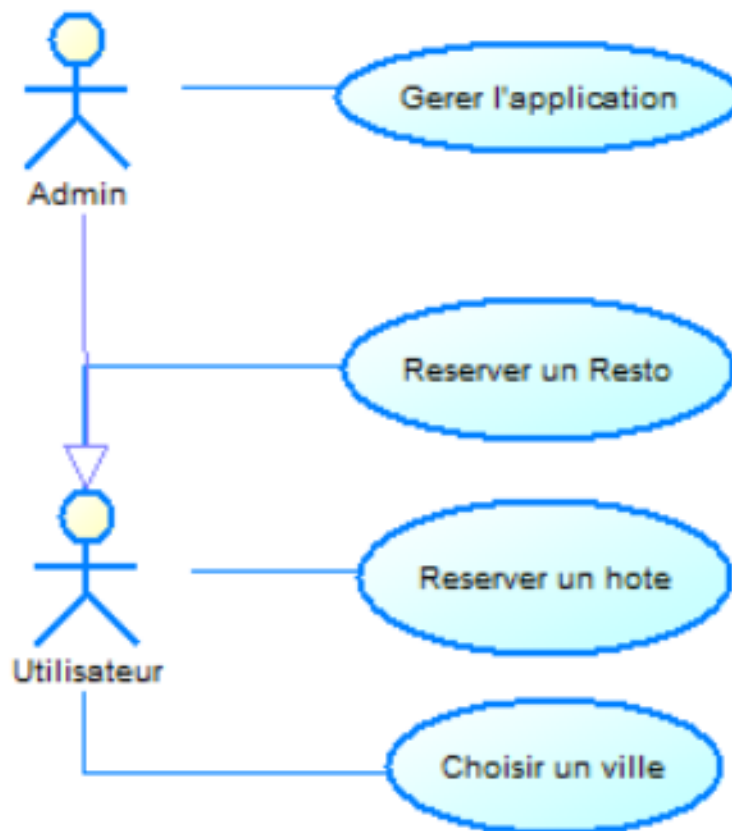 Gerer l'application
Admin
Reserver un Resto
Reserver un hote
Utilisateur
Choisir un ville